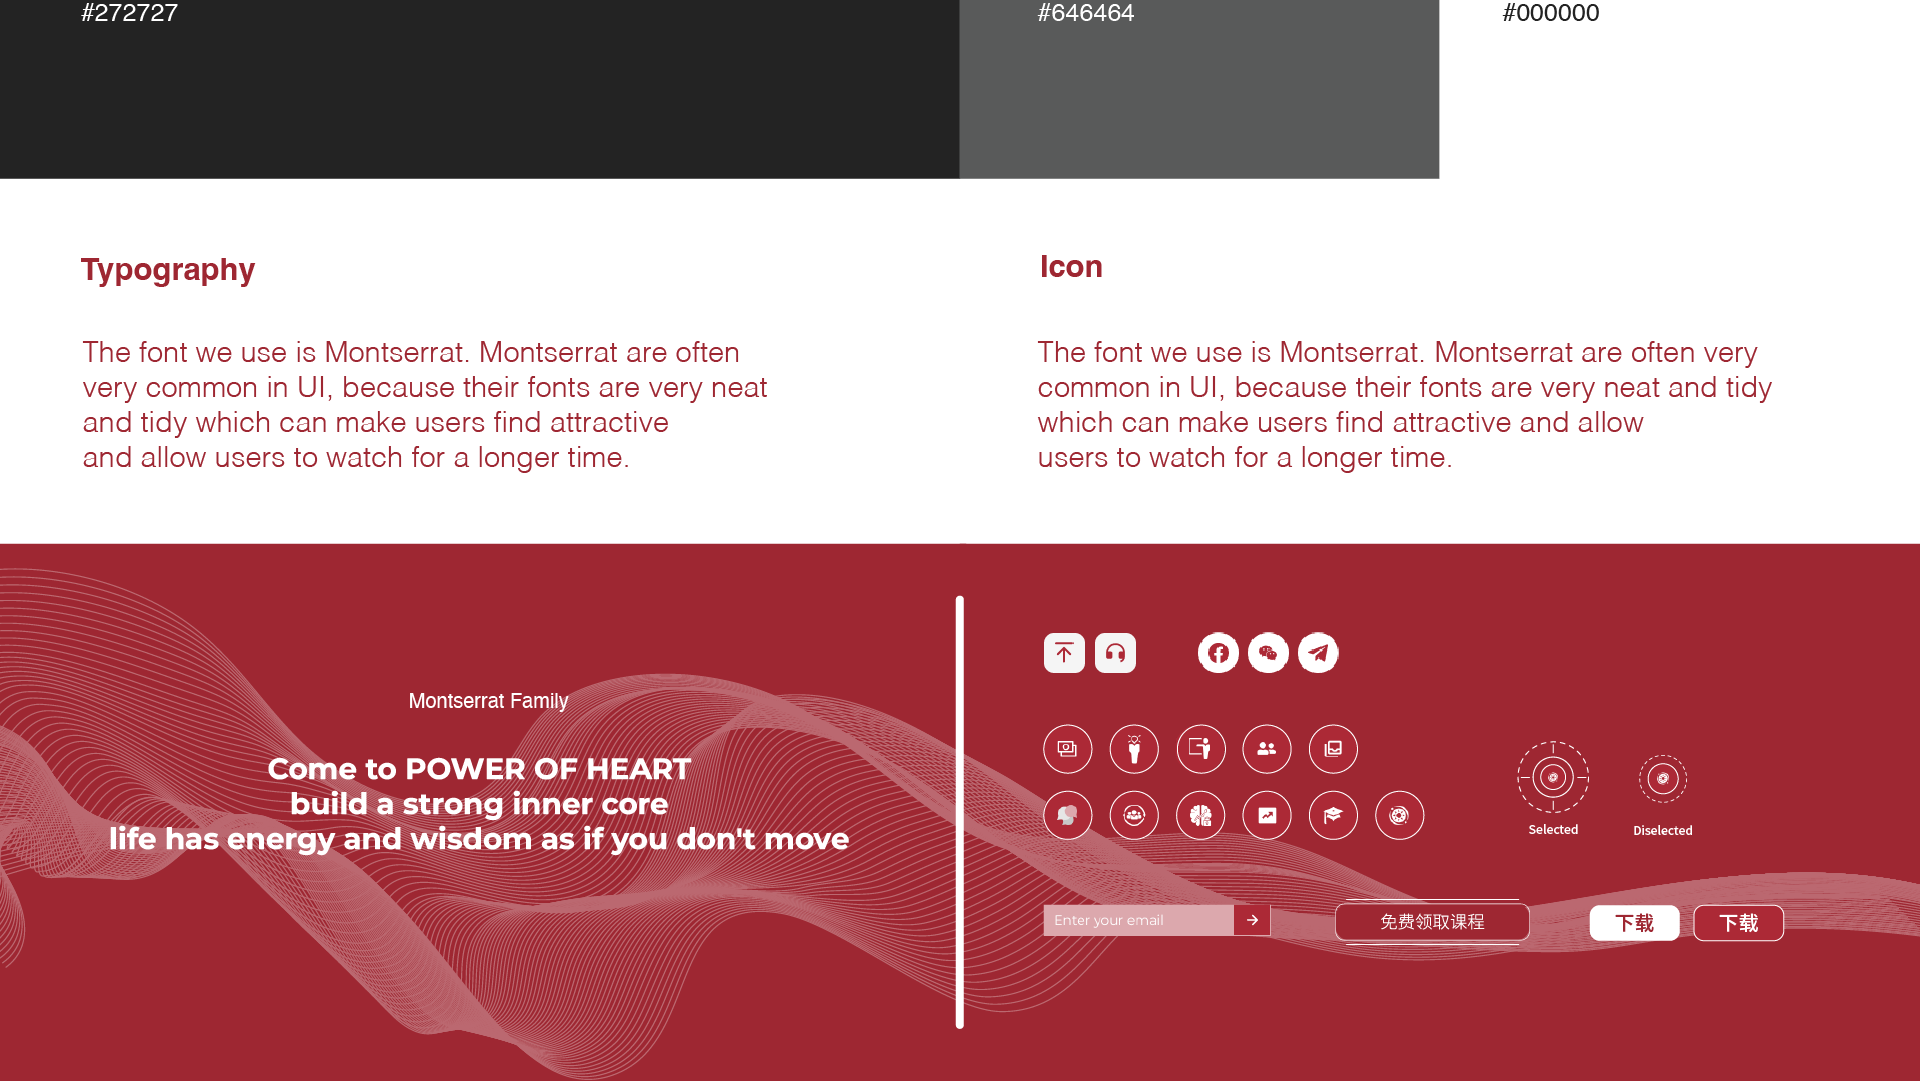 #272727
#646464
#000000
Typography
The font we use is Montserrat. Montserrat are often
very common in UI, because their fonts are very neat
and tidy which can make users find attractive
and allow users to watch for a longer time.
Icon
The font we use is Montserrat. Montserrat are often very
common in UI, because their fonts are very neat and tidy
which can make users find attractive and allow
users to watch for a longer time.
Montserrat Family
Come to POWER OF HEART
build a strong inner core
life has energy and wisdom as if you don't move
Selected
Diselected
Enter your email
免费领取课程
下载
下载